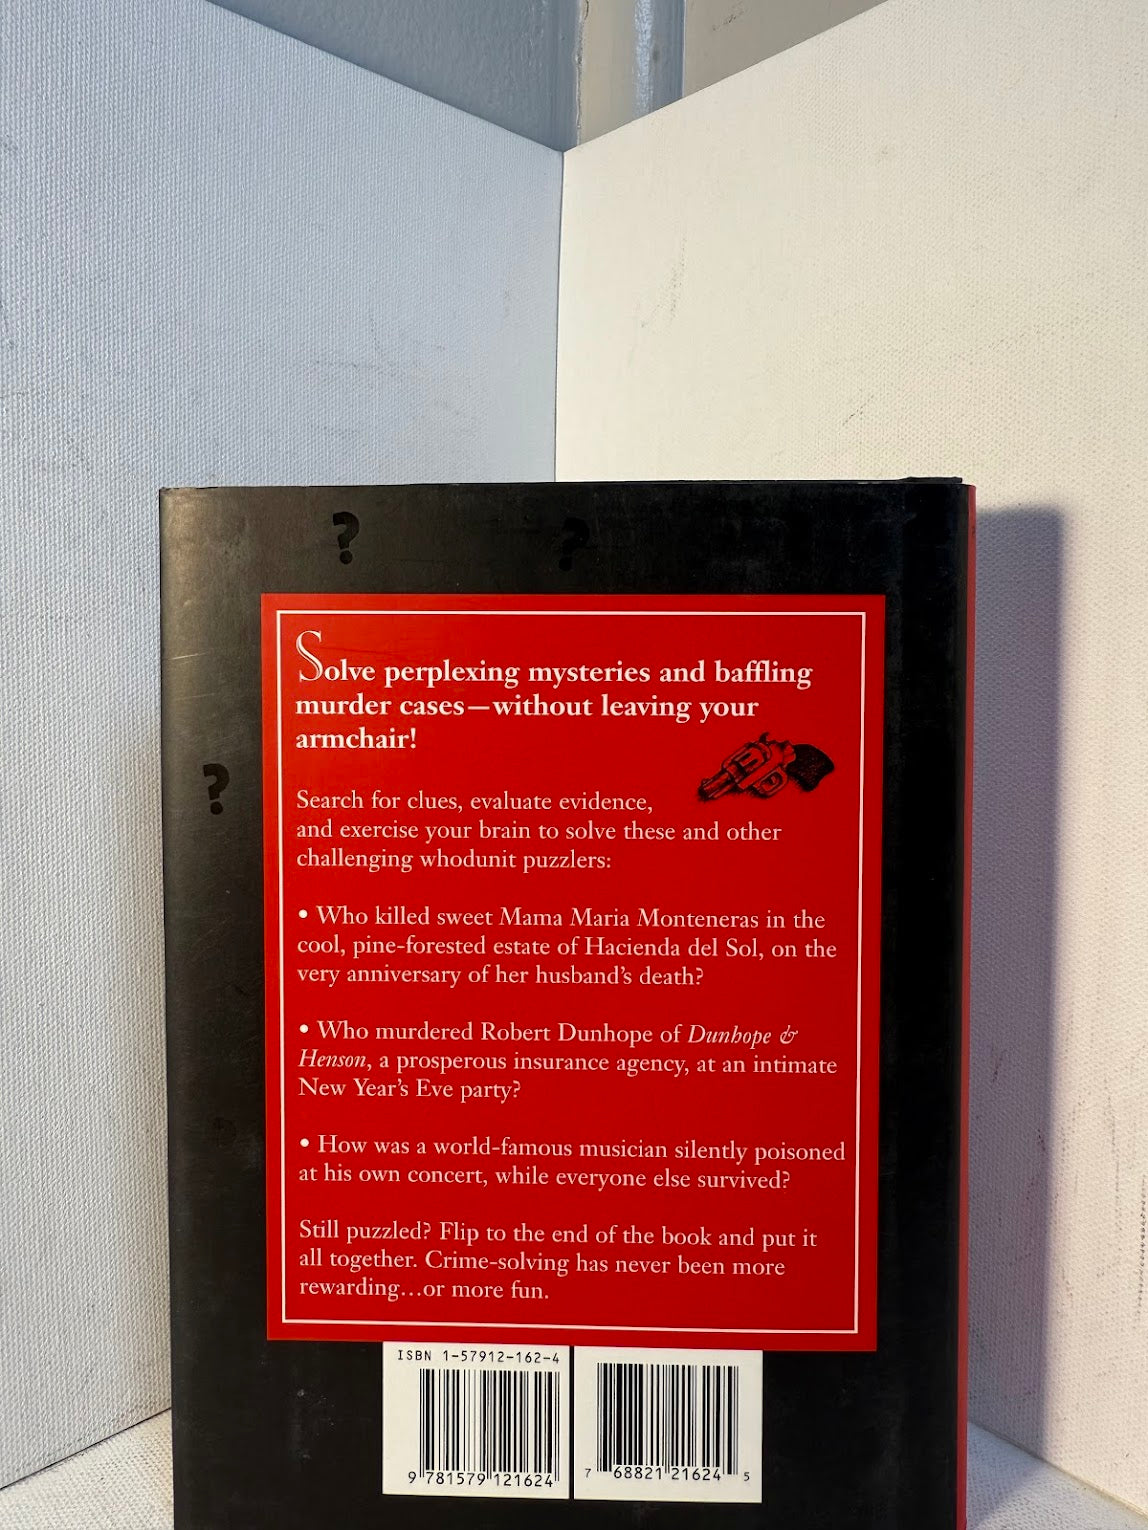 ?
?
Solve perplexing mysteries and baffling
murder cases—without leaving your
armchair!
Search for clues, evaluate evidence,
?
and exercise your brain to solve these and other
challenging whodunit puzzlers:
• Who killed sweet Mama Maria Monteneras in the
cool, pine-forested estate of Hacienda del Sol, on the
very anniversary of her husband's death?
• Who murdered Robert Dunhope of Dunhope &
Henson, a prosperous insurance agency, at an intimate
New Year's Eve party?
• How was a world-famous musician silently poisoned
at his own concert, while everyone else survived?
Still puzzled? Flip to the end of the book and put it
all together. Crime-solving has never been more
rewarding...or more fun.
ISBN 1-57912-162-4
9 781579 121624
7 68821 21624 5